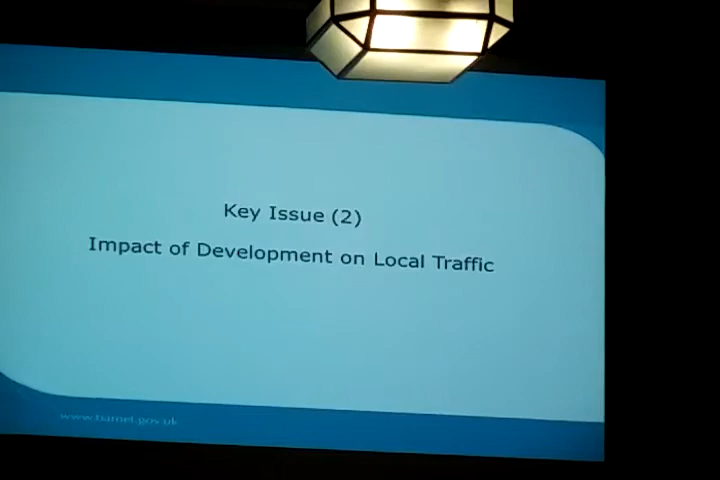 Key Issue (2)
Impact of Development on Local Traffic
www.barnet.gov.uk